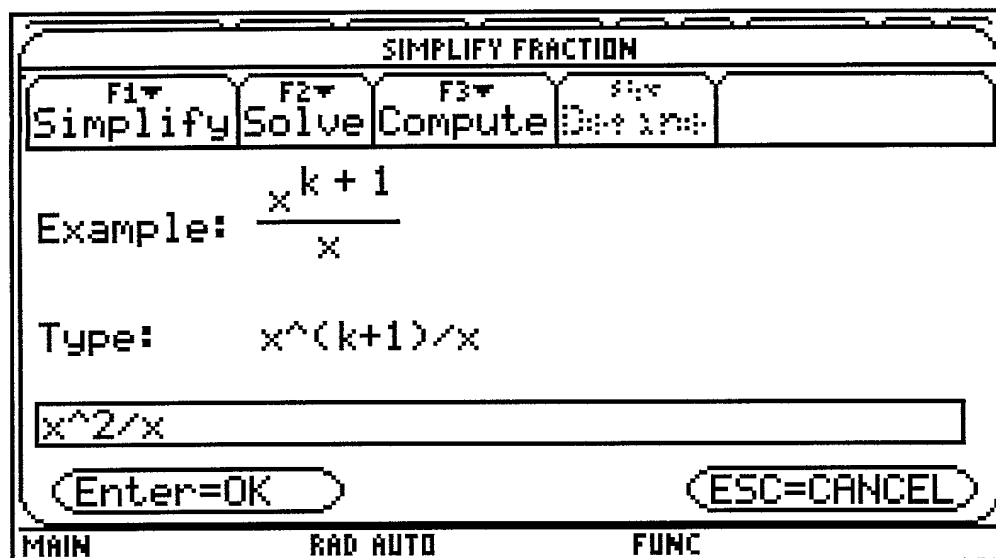 SIMPLIFY FRACTION
F1▼ F2▼ F3▼
Simplify Solve Compute Define
Example: x^(k + 1)/x
Type: x^(k+1)/x
x^2/x
Enter=OK ESC=CANCEL
MAIN RAD AUTO FUNC